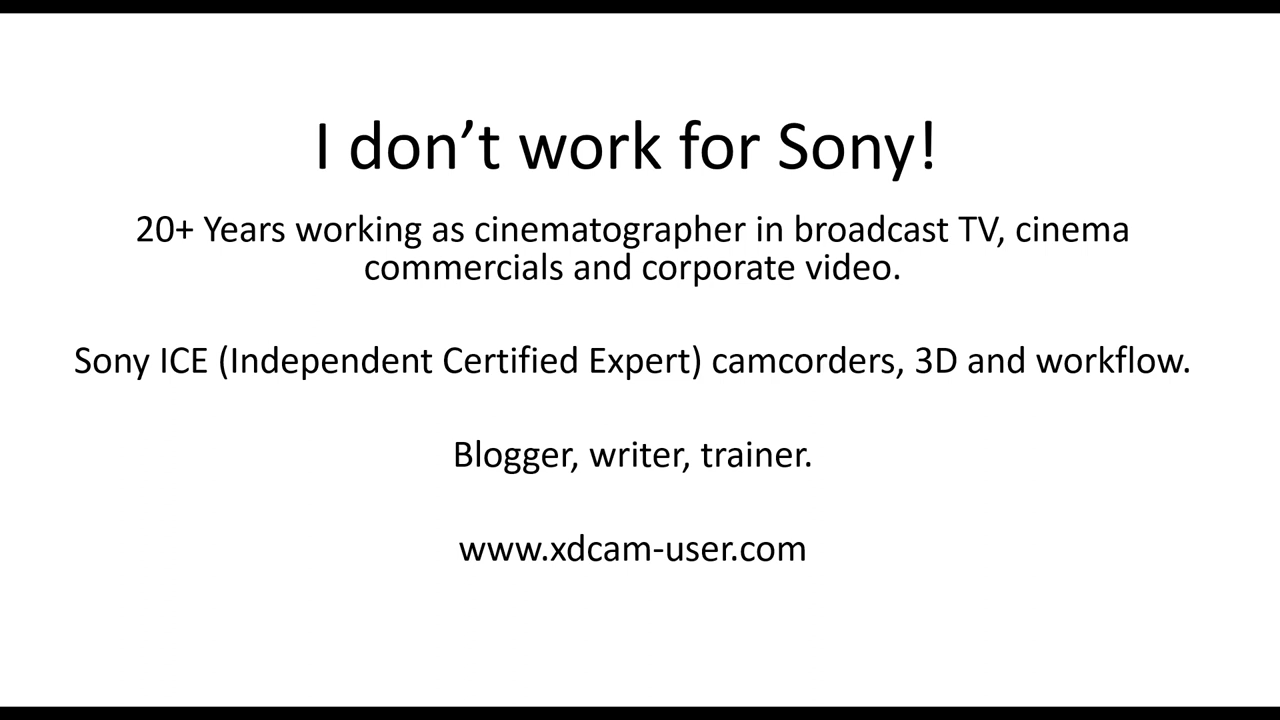 I don’t work for Sony!
20+ Years working as cinematographer in broadcast TV, cinema
commercials and corporate video.
Sony ICE (Independent Certified Expert) camcorders, 3D and workflow.
Blogger, writer, trainer.
www.xdcam-user.com